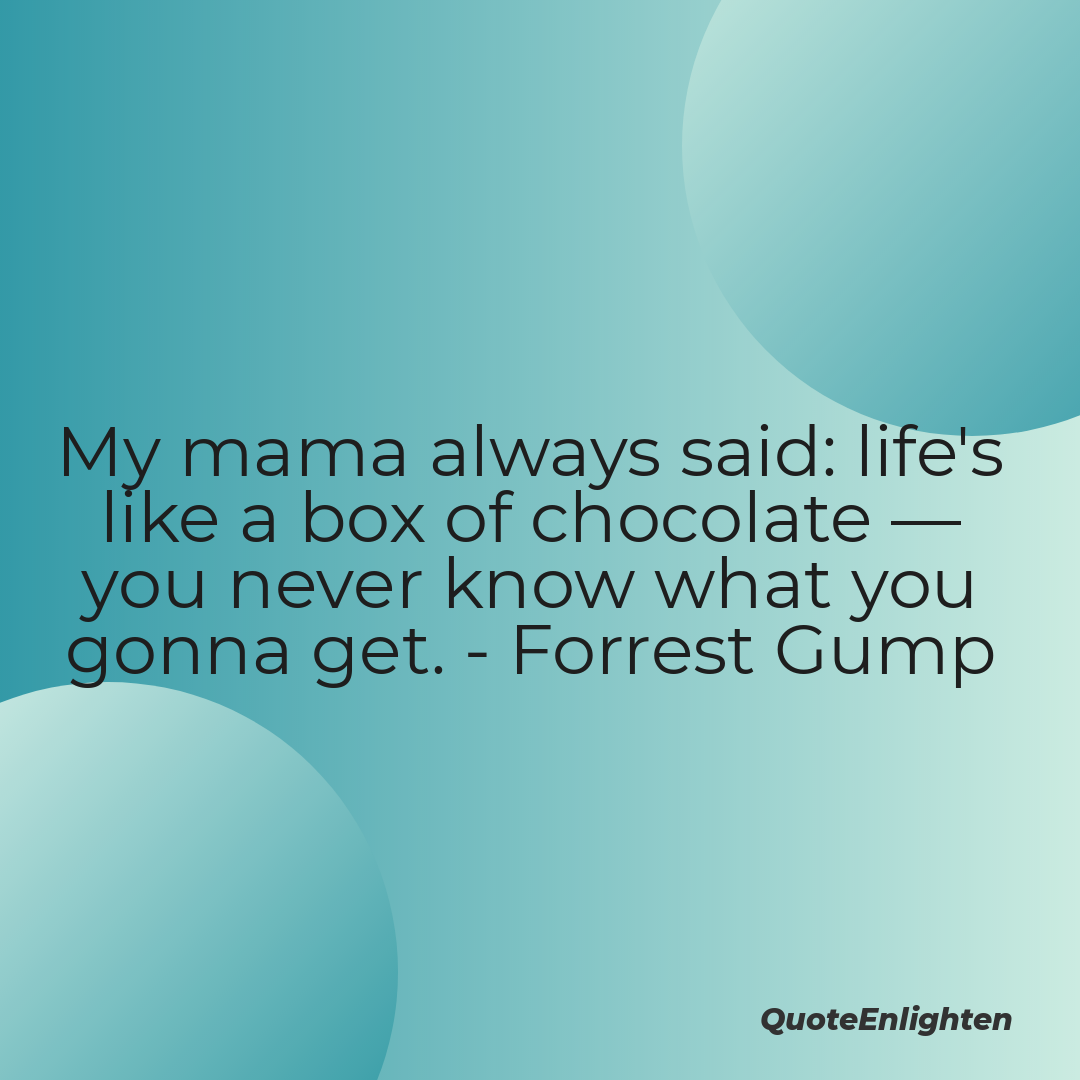 My mama always said: life's
like a box of chocolate —
you never know what you
gonna get. - Forrest Gump
QuoteEnlighten